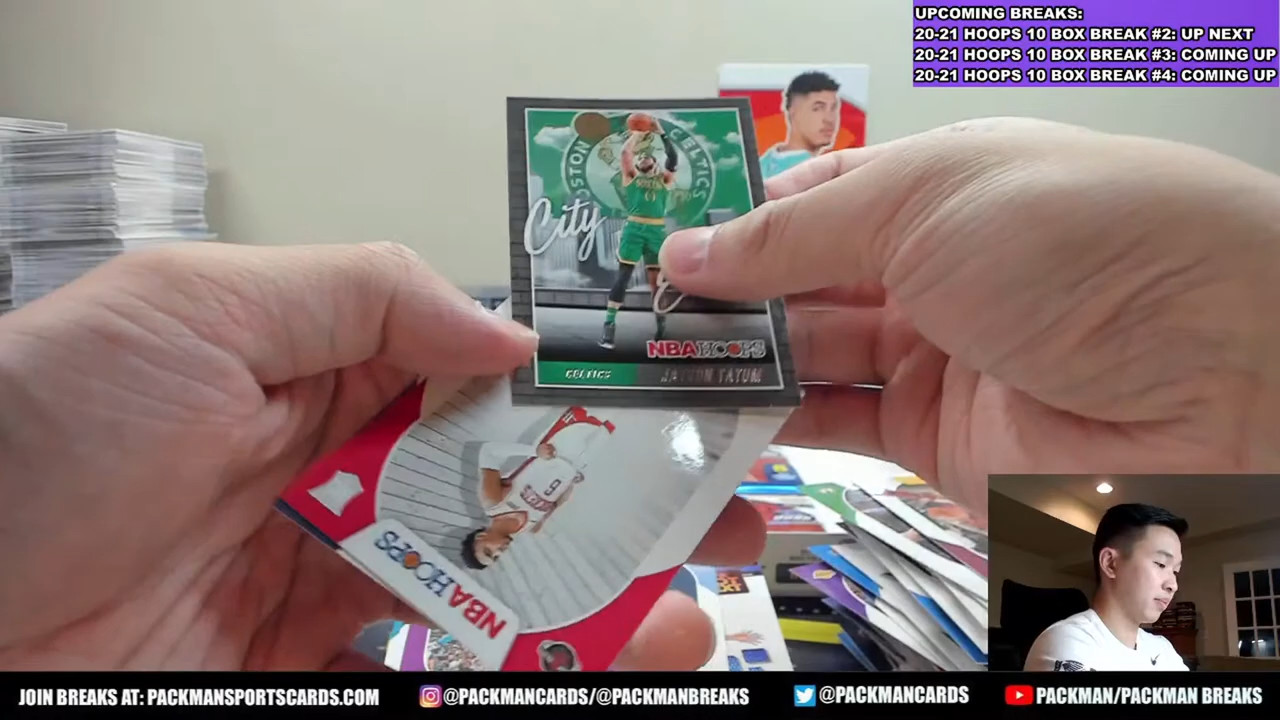 UPCOMING BREAKS:
20-21 HOOPS 10 BOX BREAK #2: UP NEXT
20-21 HOOPS 10 BOX BREAK #3: COMING UP
20-21 HOOPS 10 BOX BREAK #4: COMING UP
CELTICS
City
NBA HOOPS
CELTICS JAYSON TATUM
NBA HOOPS
JOIN BREAKS AT: PACKMANSPORTSCARDS.COM @PACKMANCARDS/@PACKMANBREAKS @PACKMANCARDS PACKMAN/PACKMAN BREAKS